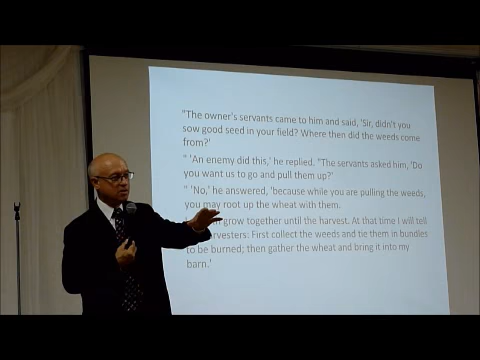 "The owner's servants came to him and said, 'Sir, didn't you
sow good seed in your field? Where then did the weeds come
from?'
" 'An enemy did this,' he replied. "The servants asked him, 'Do
you want us to go and pull them up?'
" 'No,' he answered, 'because while you are pulling the weeds,
you may root up the wheat with them.
grow together until the harvest. At that time I will tell
harvesters: First collect the weeds and tie them in bundles
to be burned; then gather the wheat and bring it into my
barn.'